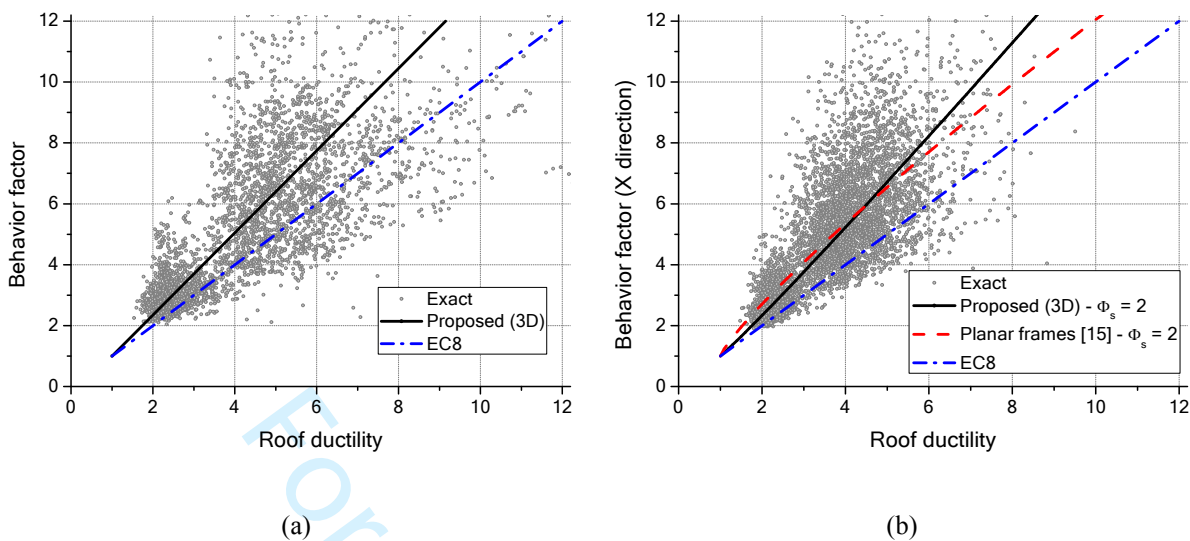 12
10
8
6
4
2
0
Behavior factor
Exact
Proposed (3D)
EC8
0 2 4 6 8 10 12
Roof ductility
(a)
12
10
8
6
4
2
0
Behavior factor (X direction)
Exact
Proposed (3D) - Φs = 2
Planar frames [15] - Φs = 2
EC8
0 2 4 6 8 10 12
Roof ductility
(b)
For